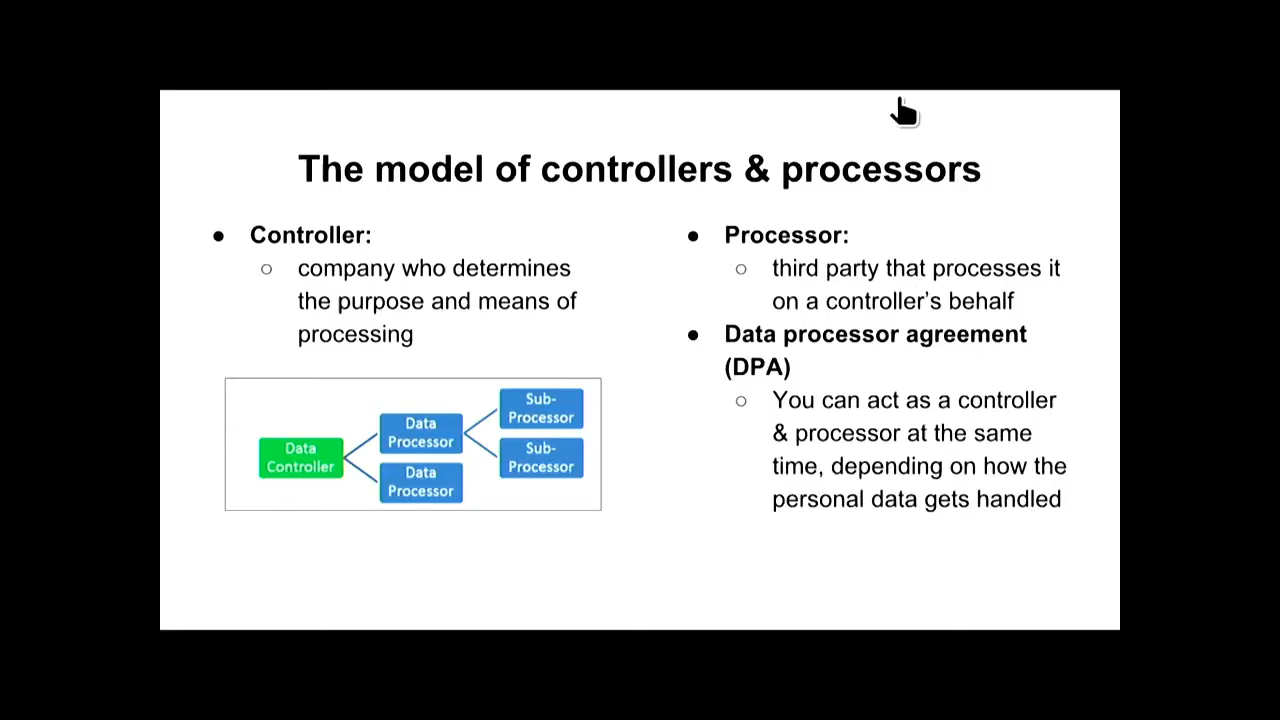 The model of controllers & processors
● Controller:
○ company who determines
the purpose and means of
processing
Data
Controller
Data
Processor
Data
Processor
Sub-
Processor
Sub-
Processor
● Processor:
○ third party that processes it
on a controller’s behalf
● Data processor agreement
(DPA)
○ You can act as a controller
& processor at the same
time, depending on how the
personal data gets handled